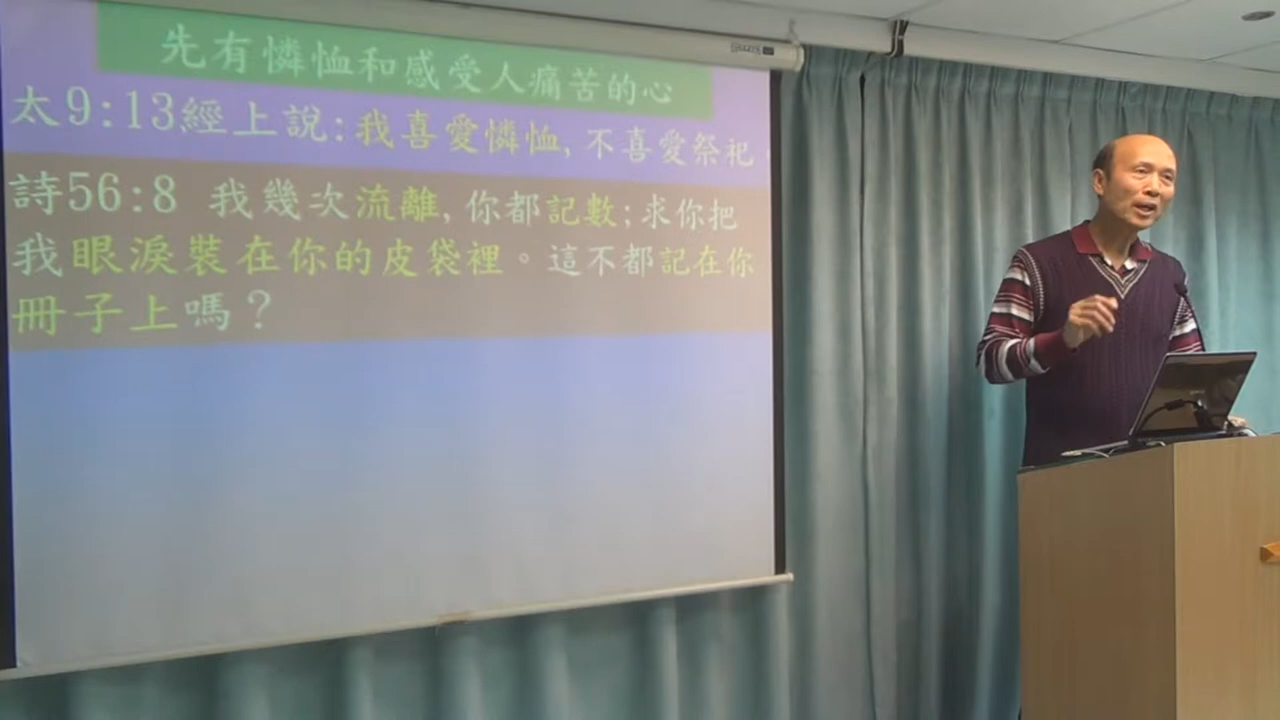 先有憐恤和感受人痛苦的心
太9:13經上說:我喜愛憐恤,不喜愛祭祀
詩56:8 我幾次流離,你都記數;求你把
我眼淚裝在你的皮袋裡。這不都記在你
冊子上嗎?